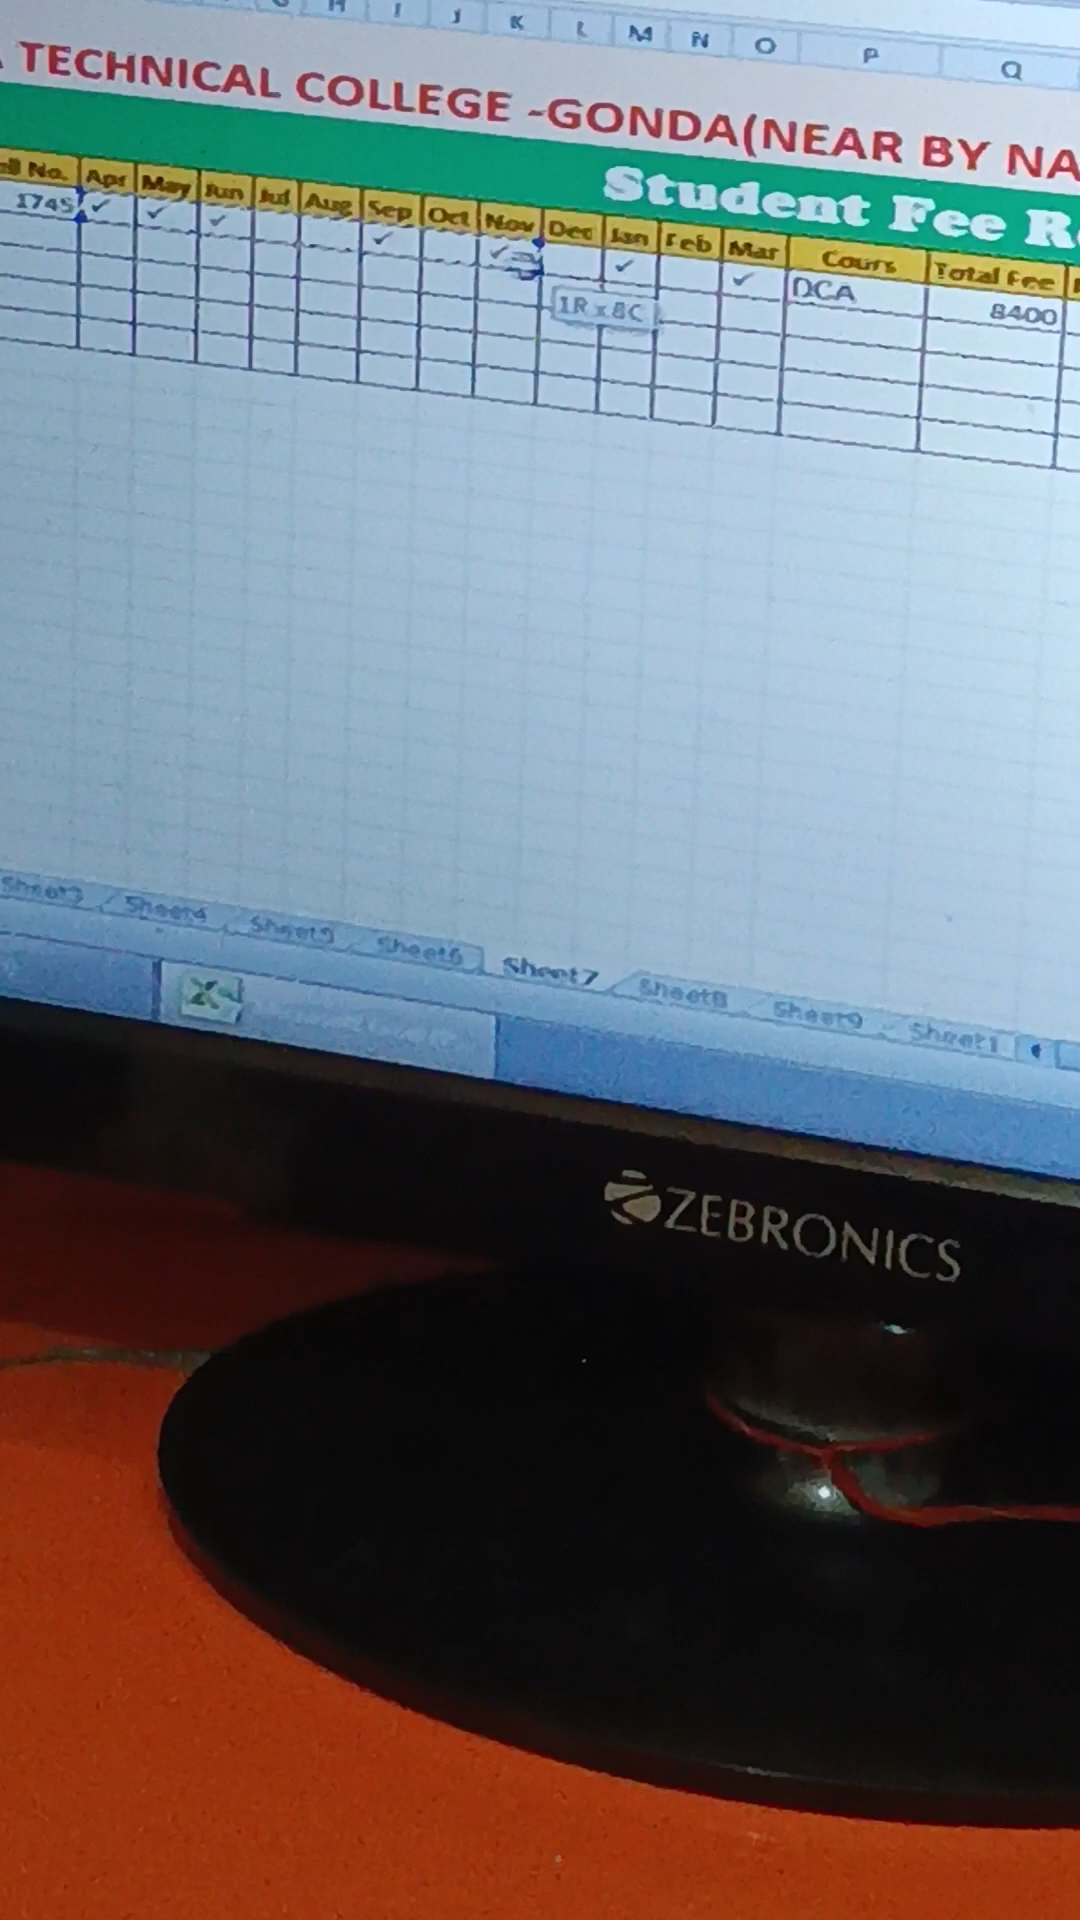 H I J K L M N O P Q
TECHNICAL COLLEGE -GONDA(NEAR BY NA
Student Fee R
ll No. Apr May Jun Jul Aug Sep Oct Nov Dec Jan Feb Mar Cours Total Fee
1745 ✓ ✓ ✓ ✓ ✓ ✓ ✓ DCA 8400
1R x 8C
Sheet3 Sheet4 Sheet5 Sheet6 Sheet7 Sheet8 Sheet9 Sheet1
ZEBRONICS